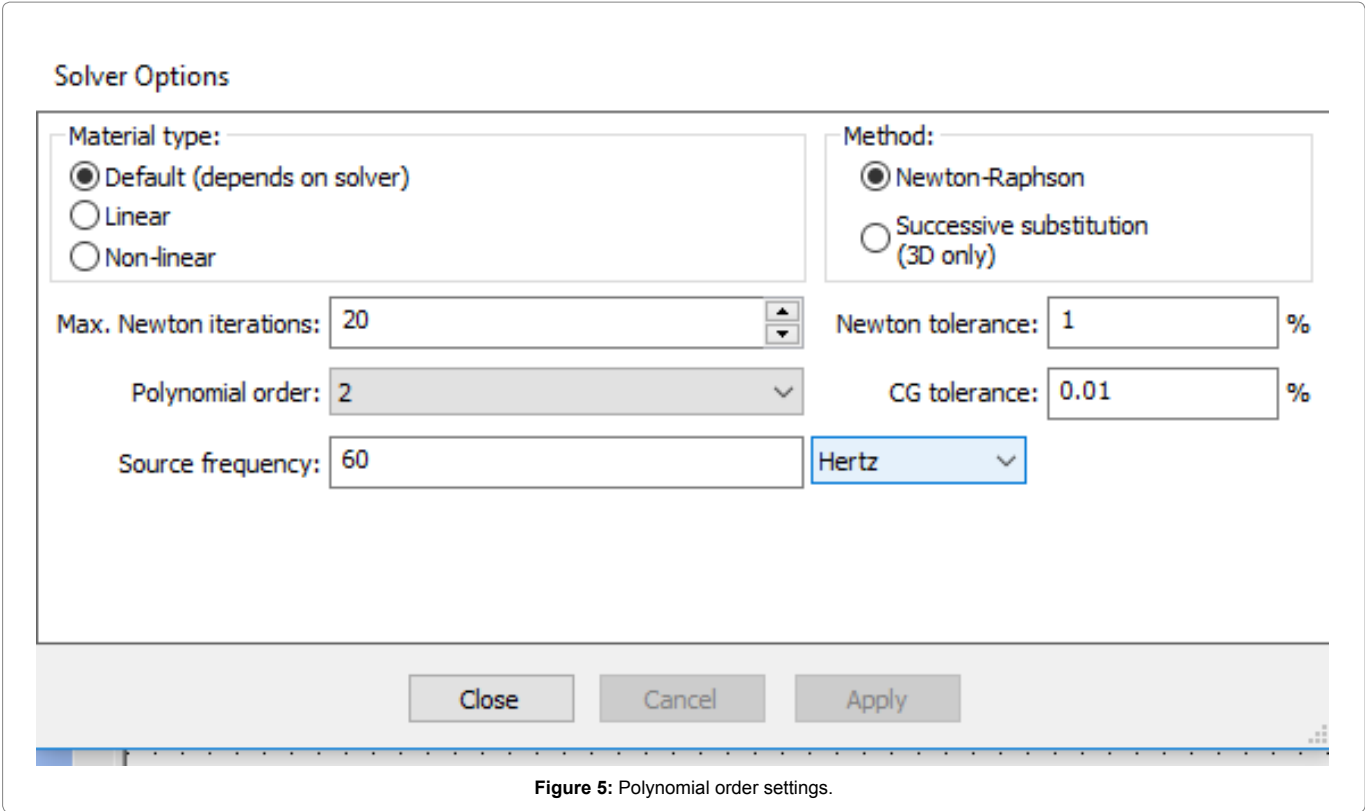 Solver Options
Material type:
Default (depends on solver)
Linear
Non-linear
Method:
Newton-Raphson
Successive substitution
(3D only)
Max. Newton iterations: 20
Newton tolerance: 1 %
Polynomial order: 2
CG tolerance: 0.01 %
Source frequency: 60 Hertz
Close Cancel Apply
Figure 5: Polynomial order settings.